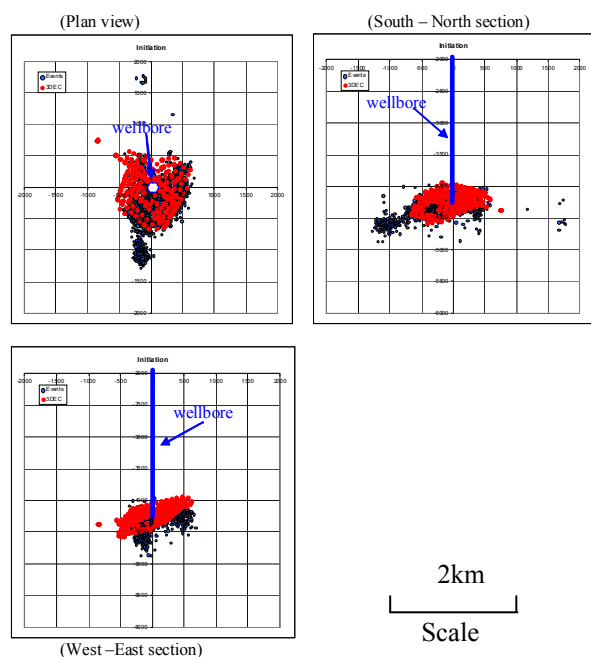 (Plan view)
(South – North section)
Initiation
Events
3DEC
wellbore
2000
-2000
-1500
-1000
500
1000
1500
2000
-1500
-2000
Initiation
-2000
-1500
-1000
-500
500
1000
1500
2000
Events
3DEC
wellbore
-5000
Initiation
-2000
-1500
-1000
-500
500
1000
1500
2000
Events
3DEC
wellbore
2km
Scale
(West –East section)